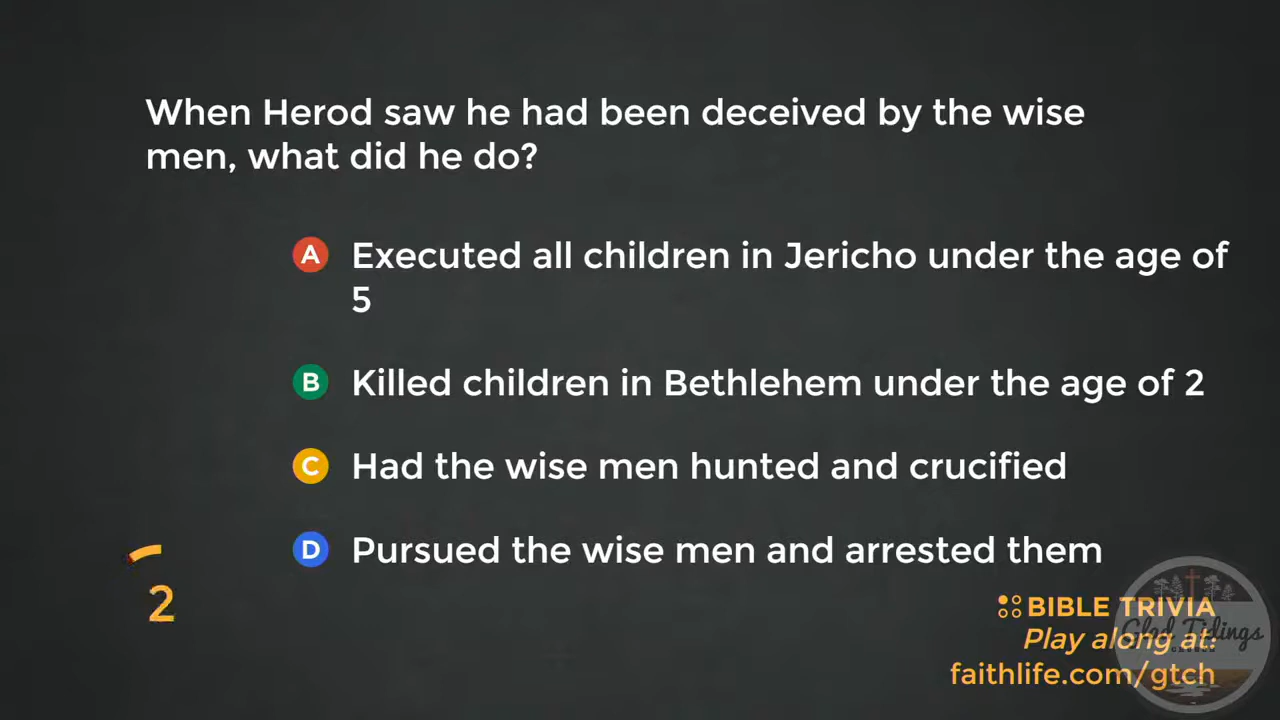 When Herod saw he had been deceived by the wise
men, what did he do?
A Executed all children in Jericho under the age of
5
B Killed children in Bethlehem under the age of 2
C Had the wise men hunted and crucified
D Pursued the wise men and arrested them
2
BIBLE TRIVIA
Play along at:
faithlife.com/gtch
Glad Tidings
CHURCH